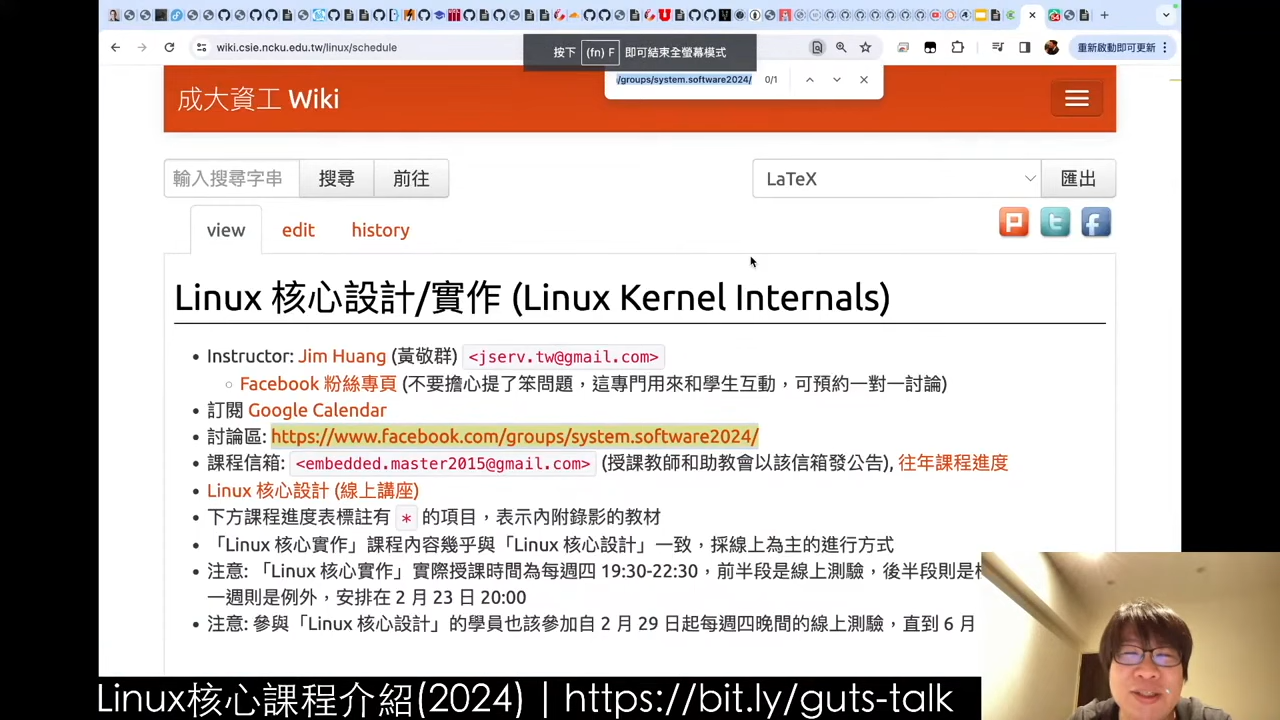 wiki.csie.ncku.edu.tw/linux/schedule
重新啟動即可更新
按下 (fn) F 即可結束全螢幕模式
/groups/system.software2024/ 0/1
成大資工 Wiki
輸入搜尋字串 搜尋 前往 LaTeX 匯出
view edit history
Linux 核心設計/實作 (Linux Kernel Internals)
• Instructor: Jim Huang (黃敬群) <jserv.tw@gmail.com>
◦ Facebook 粉絲專頁 (不要擔心提了笨問題，這專門用來和學生互動，可預約一對一討論)
• 訂閱 Google Calendar
• 討論區: https://www.facebook.com/groups/system.software2024/
• 課程信箱: <embedded.master2015@gmail.com> (授課教師和助教會以該信箱發公告), 往年課程進度
• Linux 核心設計 (線上講座)
• 下方課程進度表標註有 * 的項目，表示內附錄影的教材
• 「Linux 核心實作」課程內容幾乎與「Linux 核心設計」一致，採線上為主的進行方式
• 注意: 「Linux 核心實作」實際授課時間為每週四 19:30-22:30，前半段是線上測驗，後半段則是
一週則是例外，安排在 2 月 23 日 20:00
• 注意: 參與「Linux 核心設計」的學員也該參加自 2 月 29 日起每週四晚間的線上測驗，直到 6 月
Linux核心課程介紹(2024) | https://bit.ly/guts-talk